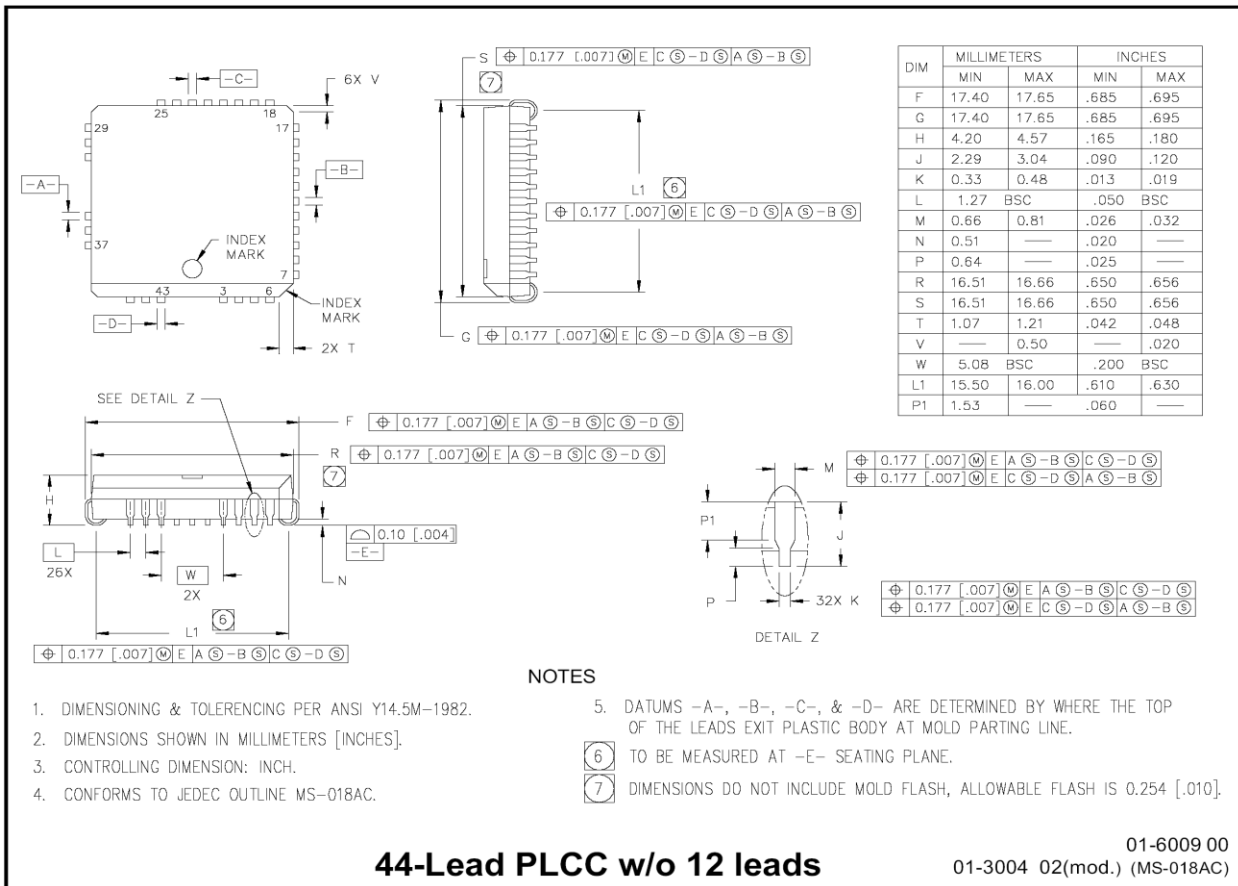 S ⌖ 0.177 [.007] Ⓜ E C Ⓢ -D Ⓢ A Ⓢ -B Ⓢ
7
-C-
6X V
25
18
29
17
-B-
-A-
L1 6
⌖ 0.177 [.007] Ⓜ E C Ⓢ -D Ⓢ A Ⓢ -B Ⓢ
37
INDEX
MARK
7
43
3
6
INDEX
MARK
-D-
2X T
G ⌖ 0.177 [.007] Ⓜ E C Ⓢ -D Ⓢ A Ⓢ -B Ⓢ
DIM MILLIMETERS INCHES
MIN MAX MIN MAX
F 17.40 17.65 .685 .695
G 17.40 17.65 .685 .695
H 4.20 4.57 .165 .180
J 2.29 3.04 .090 .120
K 0.33 0.48 .013 .019
L 1.27 BSC .050 BSC
M 0.66 0.81 .026 .032
N 0.51 — .020 —
P 0.64 — .025 —
R 16.51 16.66 .650 .656
S 16.51 16.66 .650 .656
T 1.07 1.21 .042 .048
V — 0.50 — .020
W 5.08 BSC .200 BSC
L1 15.50 16.00 .610 .630
P1 1.53 — .060 —
SEE DETAIL Z
F ⌖ 0.177 [.007] Ⓜ E A Ⓢ -B Ⓢ C Ⓢ -D Ⓢ
R ⌖ 0.177 [.007] Ⓜ E A Ⓢ -B Ⓢ C Ⓢ -D Ⓢ
7
H
⌓ 0.10 [.004]
-E-
L
26X
W
2X
N
L1 6
⌖ 0.177 [.007] Ⓜ E A Ⓢ -B Ⓢ C Ⓢ -D Ⓢ
M
⌖ 0.177 [.007] Ⓜ E A Ⓢ -B Ⓢ C Ⓢ -D Ⓢ
⌖ 0.177 [.007] Ⓜ E C Ⓢ -D Ⓢ A Ⓢ -B Ⓢ
P1
J
P
32X K
⌖ 0.177 [.007] Ⓜ E A Ⓢ -B Ⓢ C Ⓢ -D Ⓢ
⌖ 0.177 [.007] Ⓜ E C Ⓢ -D Ⓢ A Ⓢ -B Ⓢ
DETAIL Z
NOTES
1. DIMENSIONING & TOLERENCING PER ANSI Y14.5M-1982.
2. DIMENSIONS SHOWN IN MILLIMETERS [INCHES].
3. CONTROLLING DIMENSION: INCH.
4. CONFORMS TO JEDEC OUTLINE MS-018AC.
5. DATUMS -A-, -B-, -C-, & -D- ARE DETERMINED BY WHERE THE TOP
OF THE LEADS EXIT PLASTIC BODY AT MOLD PARTING LINE.
6 TO BE MEASURED AT -E- SEATING PLANE.
7 DIMENSIONS DO NOT INCLUDE MOLD FLASH, ALLOWABLE FLASH IS 0.254 [.010].
44-Lead PLCC w/o 12 leads
01-6009 00
01-3004 02(mod.) (MS-018AC)